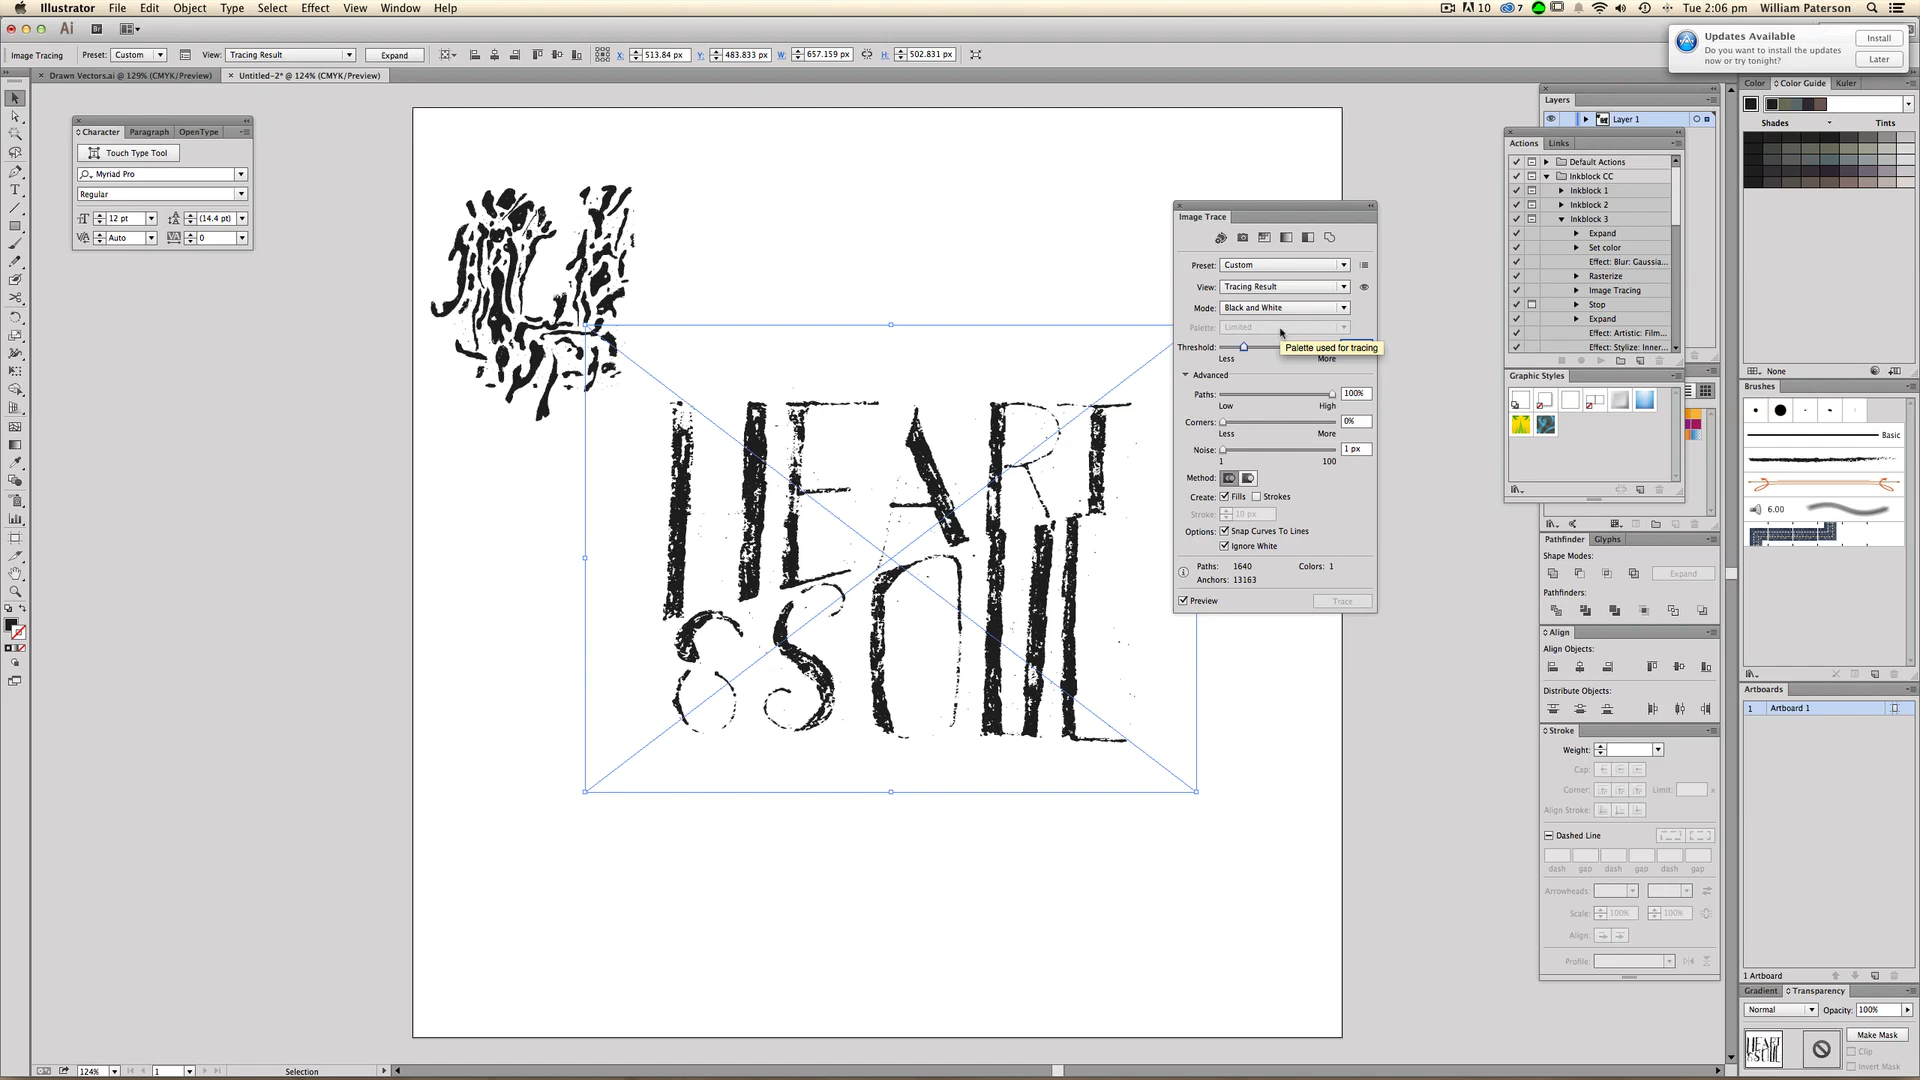 Illustrator File Edit Object Type Select Effect View Window Help
10 7 Tue 2:06 pm William Paterson
Ai
Updates Available
Do you want to install the updates now or try tonight?
Install
Later
Image Tracing Preset: Custom View: Tracing Result Expand X: 513.84 px Y: 483.833 px W: 657.159 px H: 502.831 px
Drawn Vectors.ai @ 129% (CMYK/Preview) Untitled-2* @ 124% (CMYK/Preview)
Character Paragraph OpenType
Touch Type Tool
Myriad Pro
Regular
12 pt (14.4 pt)
Auto 0
HEART
& SOUL
Image Trace
Preset: Custom
View: Tracing Result
Mode: Black and White
Palette: Limited
Palette used for tracing
Threshold:
Less More
Advanced
Paths: 100%
Low High
Corners: 0%
Less More
Noise: 1 px
1 100
Method:
Create: Fills Strokes
Stroke: 10 px
Options: Snap Curves To Lines
Ignore White
Paths: 1640 Colors: 1
Anchors: 13163
Preview Trace
Layers
Layer 1
Actions Links
Default Actions
Inkblock CC
Inkblock 1
Inkblock 2
Inkblock 3
Expand
Set color
Effect: Blur: Gaussia...
Rasterize
Image Tracing
Stop
Expand
Effect: Artistic: Film...
Effect: Stylize: Inner...
Graphic Styles
Pathfinder Glyphs
Shape Modes:
Expand
Pathfinders:
Align
Align Objects:
Distribute Objects:
Stroke
Weight:
Cap:
Corner: Limit: x
Align Stroke:
Dashed Line
dash gap dash gap dash gap
Arrowheads:
Scale: 100% 100%
Align:
Profile:
Color Color Guide Kuler
Shades Tints
None
Brushes
Basic
6.00
Artboards
1 Artboard 1
1 Artboard
Gradient Transparency
Normal Opacity: 100%
HEART
& SOUL
Make Mask
Clip
Invert Mask
124% 1 Selection